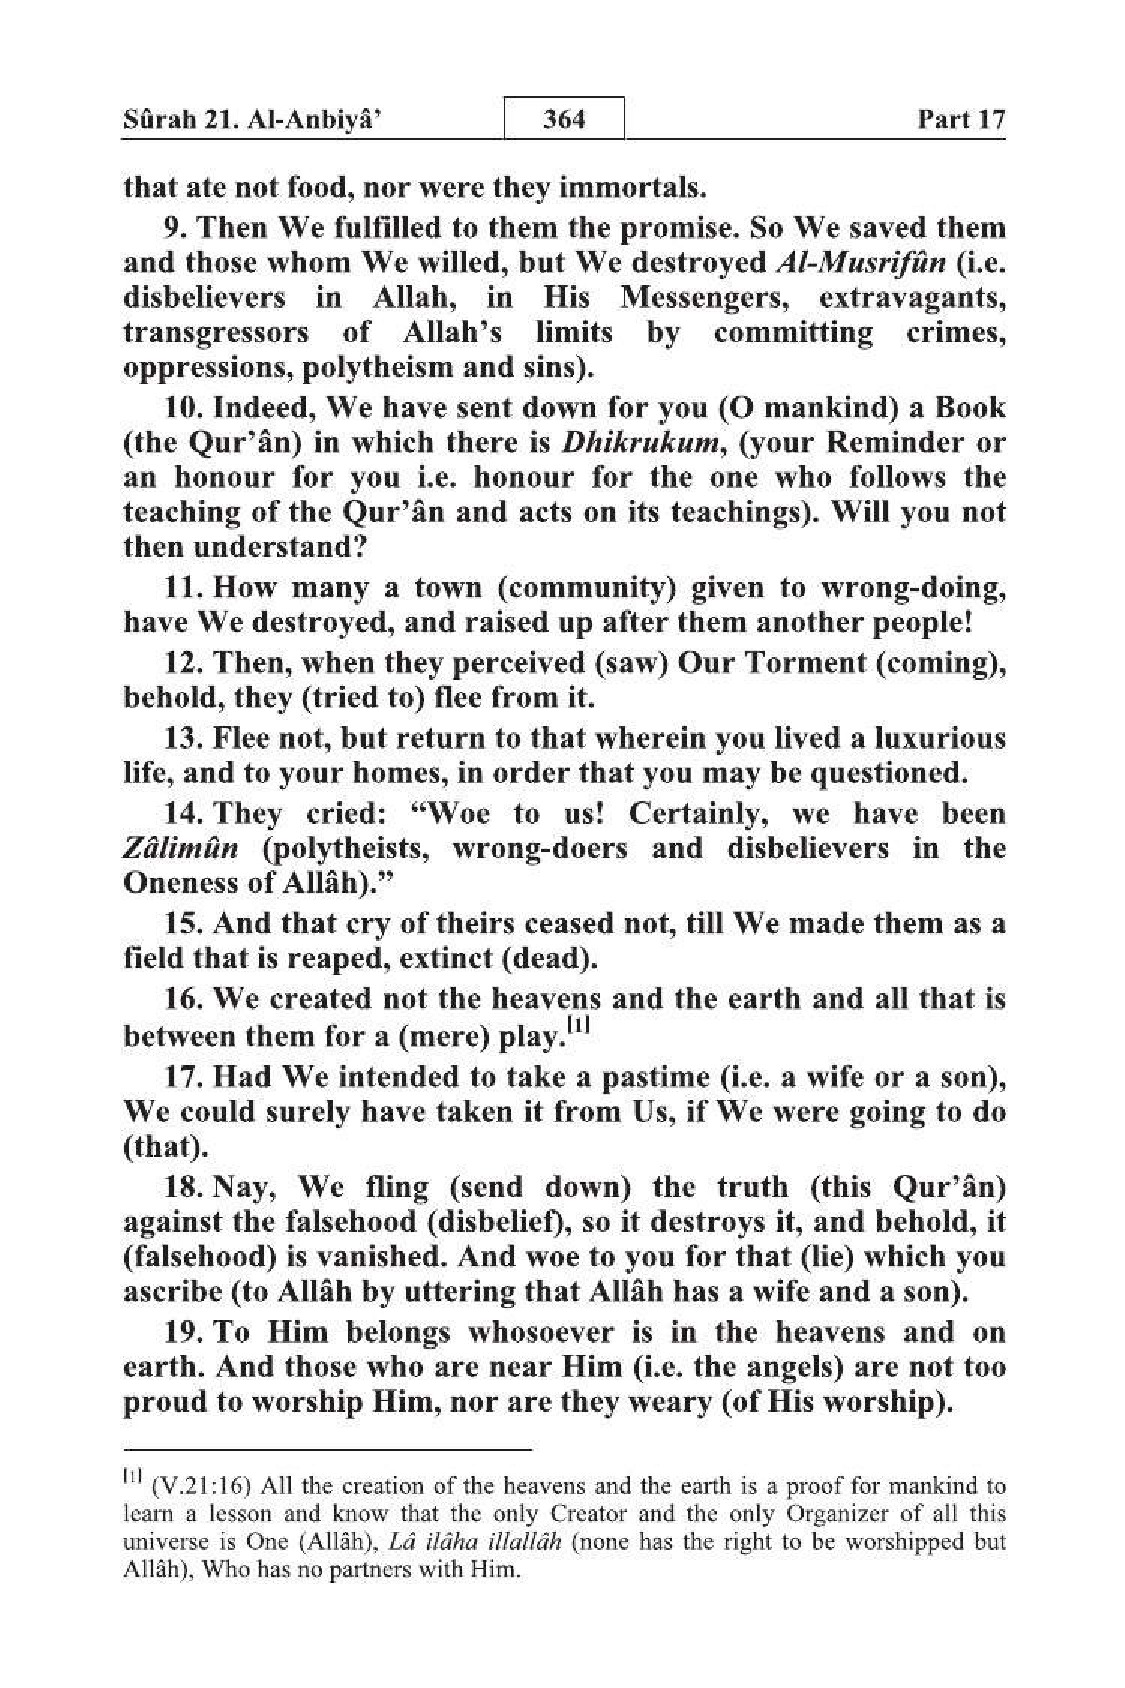 Sûrah 21. Al-Anbiyâ’ 364 Part 17
that ate not food, nor were they immortals.
9. Then We fulfilled to them the promise. So We saved them
and those whom We willed, but We destroyed Al-Musrifûn (i.e.
disbelievers in Allah, in His Messengers, extravagants,
transgressors of Allah’s limits by committing crimes,
oppressions, polytheism and sins).
10. Indeed, We have sent down for you (O mankind) a Book
(the Qur’ân) in which there is Dhikrukum, (your Reminder or
an honour for you i.e. honour for the one who follows the
teaching of the Qur’ân and acts on its teachings). Will you not
then understand?
11. How many a town (community) given to wrong-doing,
have We destroyed, and raised up after them another people!
12. Then, when they perceived (saw) Our Torment (coming),
behold, they (tried to) flee from it.
13. Flee not, but return to that wherein you lived a luxurious
life, and to your homes, in order that you may be questioned.
14. They cried: “Woe to us! Certainly, we have been
Zâlimûn (polytheists, wrong-doers and disbelievers in the
Oneness of Allâh).”
15. And that cry of theirs ceased not, till We made them as a
field that is reaped, extinct (dead).
16. We created not the heavens and the earth and all that is
between them for a (mere) play.[1]
17. Had We intended to take a pastime (i.e. a wife or a son),
We could surely have taken it from Us, if We were going to do
(that).
18. Nay, We fling (send down) the truth (this Qur’ân)
against the falsehood (disbelief), so it destroys it, and behold, it
(falsehood) is vanished. And woe to you for that (lie) which you
ascribe (to Allâh by uttering that Allâh has a wife and a son).
19. To Him belongs whosoever is in the heavens and on
earth. And those who are near Him (i.e. the angels) are not too
proud to worship Him, nor are they weary (of His worship).
[1] (V.21:16) All the creation of the heavens and the earth is a proof for mankind to
learn a lesson and know that the only Creator and the only Organizer of all this
universe is One (Allâh), Lâ ilâha illallâh (none has the right to be worshipped but
Allâh), Who has no partners with Him.